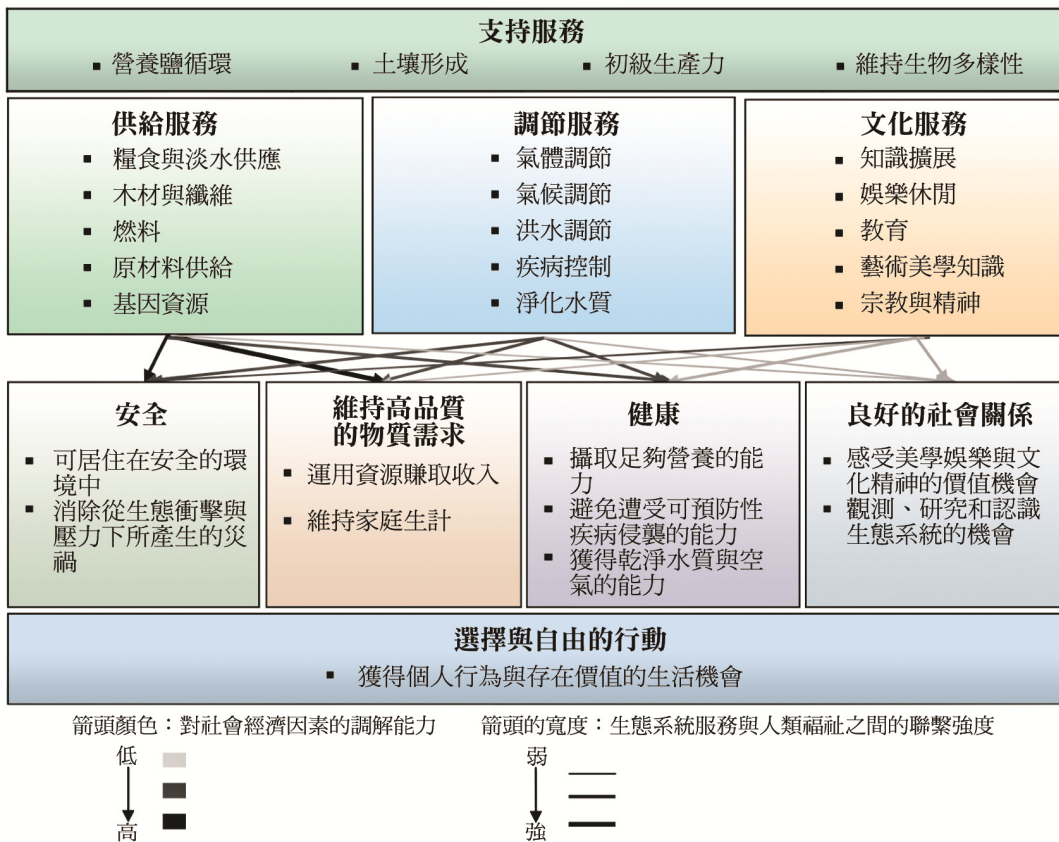 支持服務
▪ 營養鹽循環 ▪ 土壤形成 ▪ 初級生產力 ▪ 維持生物多樣性
供給服務
▪ 糧食與淡水供應
▪ 木材與纖維
▪ 燃料
▪ 原材料供給
▪ 基因資源
調節服務
▪ 氣體調節
▪ 氣候調節
▪ 洪水調節
▪ 疾病控制
▪ 淨化水質
文化服務
▪ 知識擴展
▪ 娛樂休閒
▪ 教育
▪ 藝術美學知識
▪ 宗教與精神
安全
▪ 可居住在安全的環
境中
▪ 消除從生態衝擊與
壓力下所產生的災
禍
維持高品質
的物質需求
▪ 運用資源賺取收入
▪ 維持家庭生計
健康
▪ 攝取足夠營養的能
力
▪ 避免遭受可預防性
疾病侵襲的能力
▪ 獲得乾淨水質與空
氣的能力
良好的社會關係
▪ 感受美學娛樂與文
化精神的價值機會
▪ 觀測、研究和認識
生態系統的機會
選擇與自由的行動
▪ 獲得個人行為與存在價值的生活機會
箭頭顏色：對社會經濟因素的調解能力
低
高
箭頭的寬度：生態系統服務與人類福祉之間的聯繫強度
弱
強